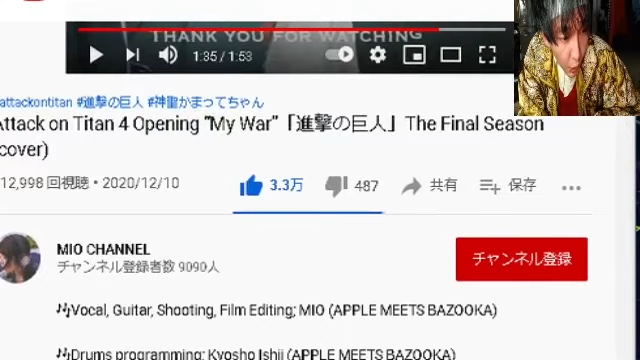 THANK YOU FOR WATCHING
1:35 / 1:53
attackontitan #進撃の巨人 #神聖かまってちゃん
Attack on Titan 4 Opening "My War"「進撃の巨人」The Final Season
cover)
12,998 回視聴・2020/12/10
3.3万
487
共有
保存
MIO CHANNEL
チャンネル登録者数 9090人
チャンネル登録
Vocal, Guitar, Shooting, Film Editing; MIO (APPLE MEETS BAZOOKA)
Drums programming; Kyosho Ishii (APPLE MEETS BAZOOKA)